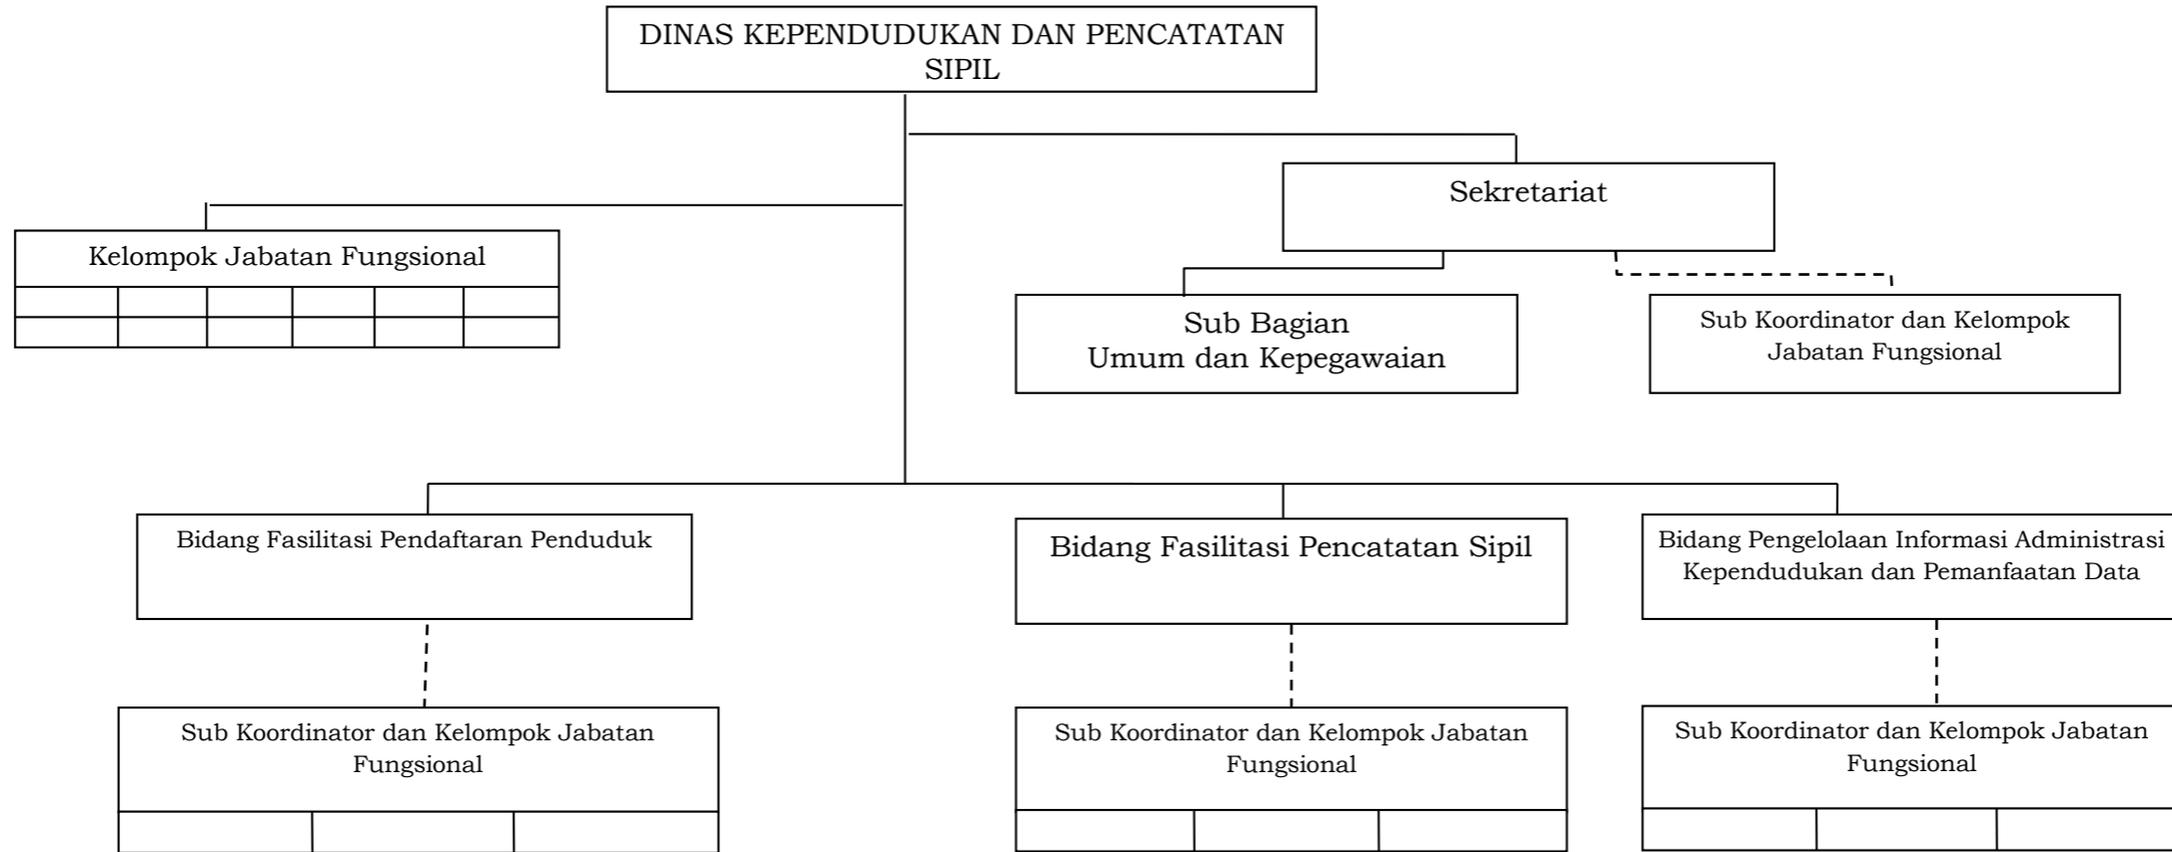 DINAS KEPENDUDUKAN DAN PENCATATAN
SIPIL
Sekretariat
Kelompok Jabatan Fungsional
Sub Bagian
Umum dan Kepegawaian
Sub Koordinator dan Kelompok
Jabatan Fungsional
Bidang Fasilitasi Pendaftaran Penduduk
Bidang Fasilitasi Pencatatan Sipil
Bidang Pengelolaan Informasi Administrasi
Kependudukan dan Pemanfaatan Data
Sub Koordinator dan Kelompok Jabatan
Fungsional
Sub Koordinator dan Kelompok Jabatan
Fungsional
Sub Koordinator dan Kelompok Jabatan
Fungsional